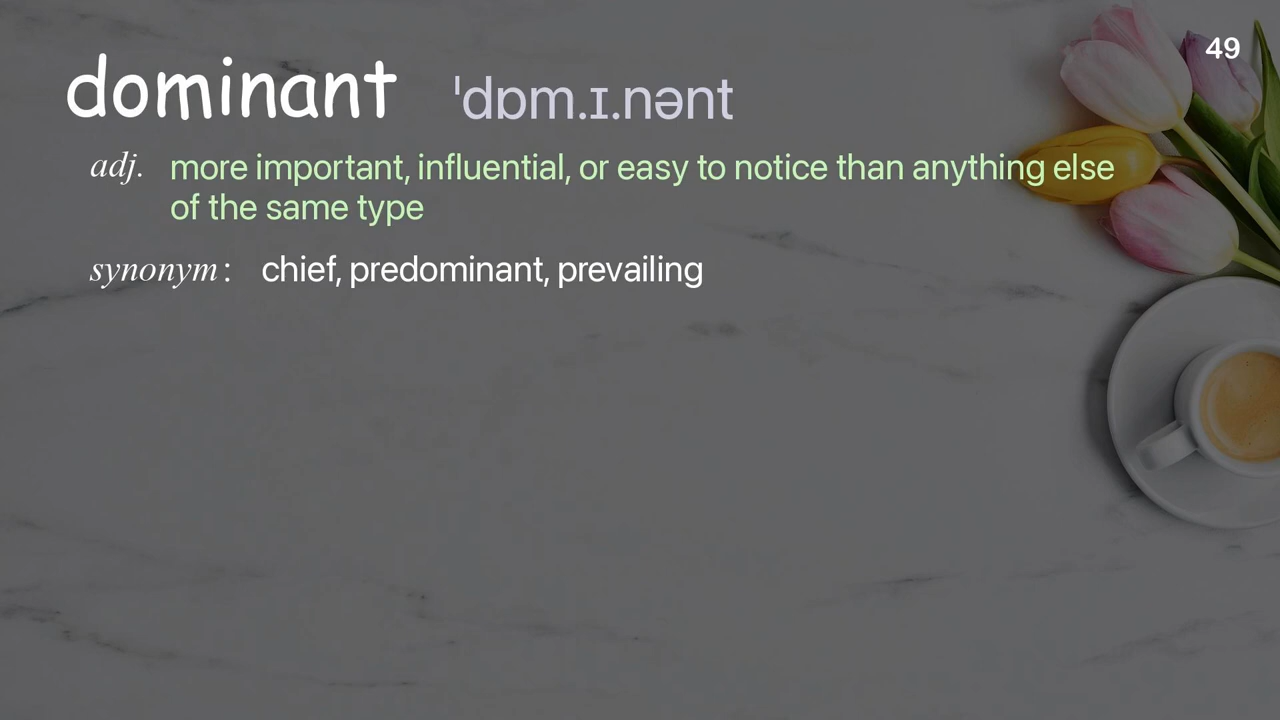 49
dominant ˈdɒm.ɪ.nənt
adj. more important, influential, or easy to notice than anything else
of the same type
synonym: chief, predominant, prevailing